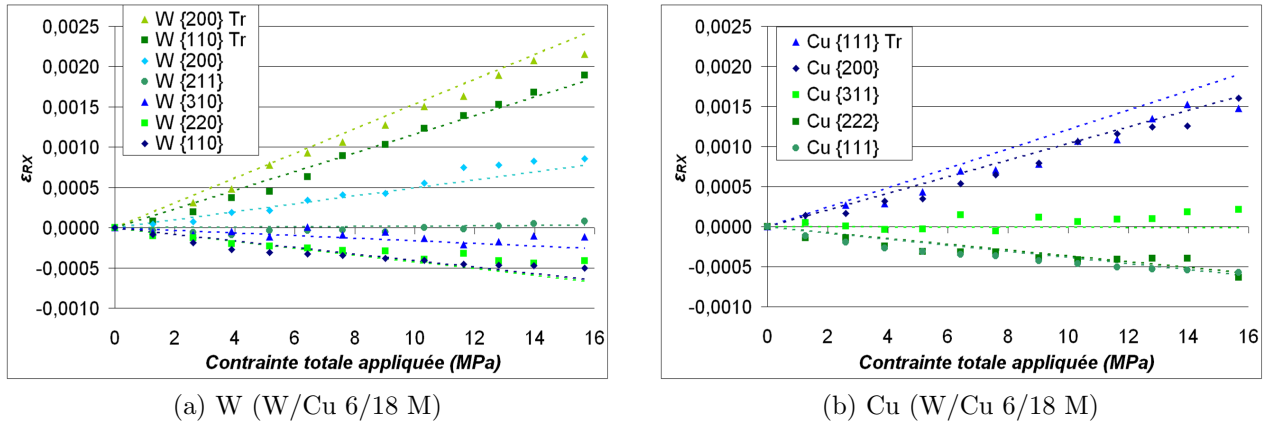 0,0025
0,0020
0,0015
0,0010
0,0005
0,0000
-0,0005
-0,0010
εRX
W {200} Tr
W {110} Tr
W {200}
W {211}
W {310}
W {220}
W {110}
0 2 4 6 8 10 12 14 16
Contrainte totale appliquée (MPa)
(a) W (W/Cu 6/18 M)
0,0025
0,0020
0,0015
0,0010
0,0005
0,0000
-0,0005
-0,0010
εRX
Cu {111} Tr
Cu {200}
Cu {311}
Cu {222}
Cu {111}
0 2 4 6 8 10 12 14 16
Contrainte totale appliquée (MPa)
(b) Cu (W/Cu 6/18 M)